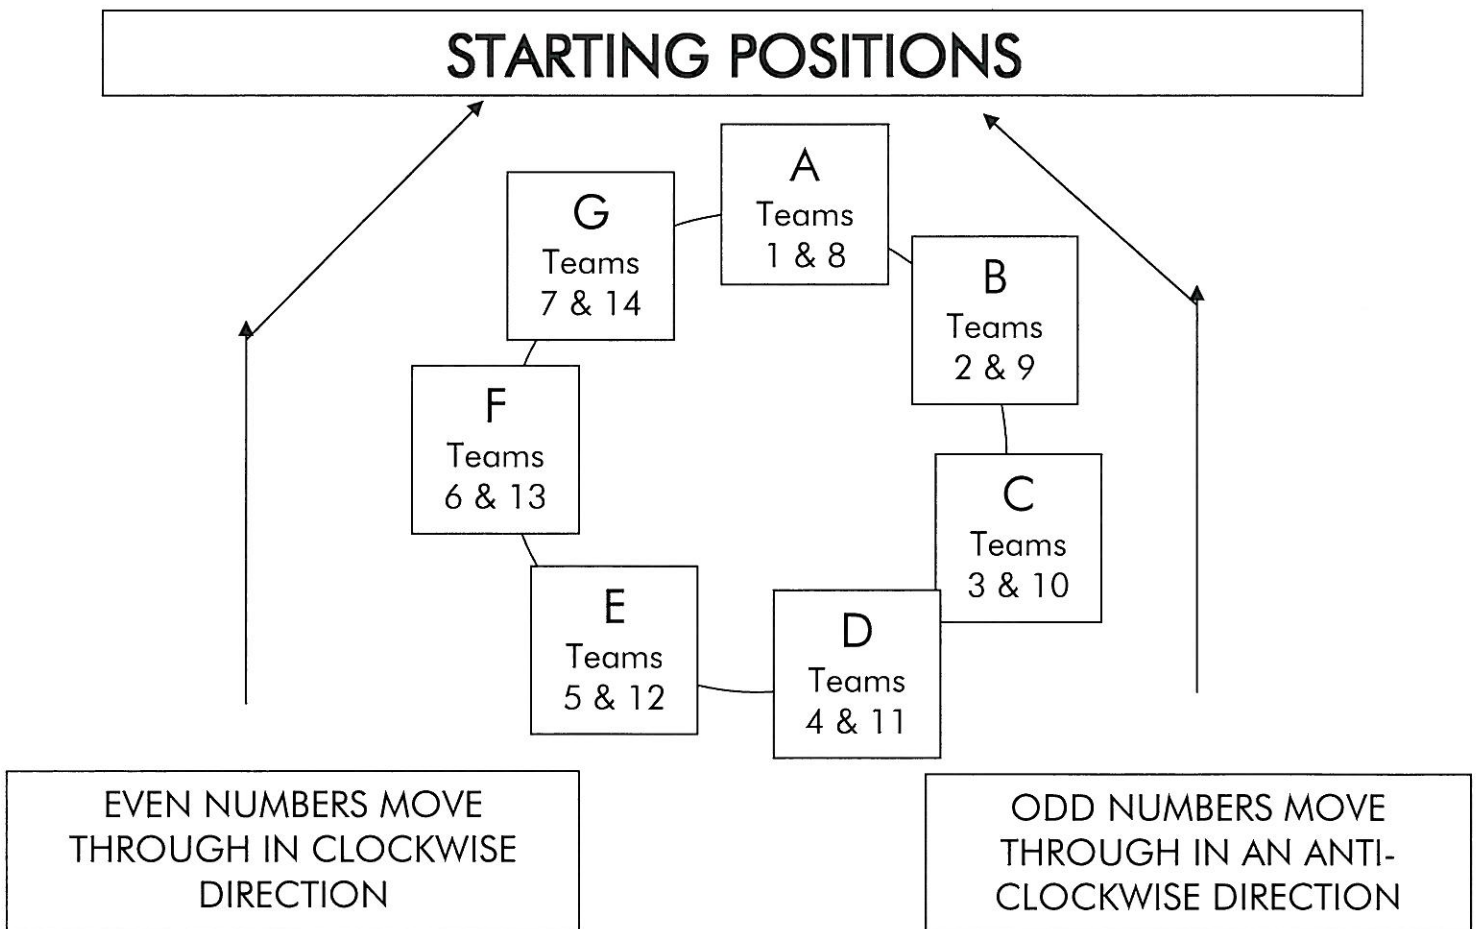 STARTING POSITIONS
A
Teams
1 & 8
B
Teams
2 & 9
C
Teams
3 & 10
D
Teams
4 & 11
E
Teams
5 & 12
F
Teams
6 & 13
G
Teams
7 & 14
EVEN NUMBERS MOVE
THROUGH IN CLOCKWISE
DIRECTION
ODD NUMBERS MOVE
THROUGH IN AN ANTI-
CLOCKWISE DIRECTION